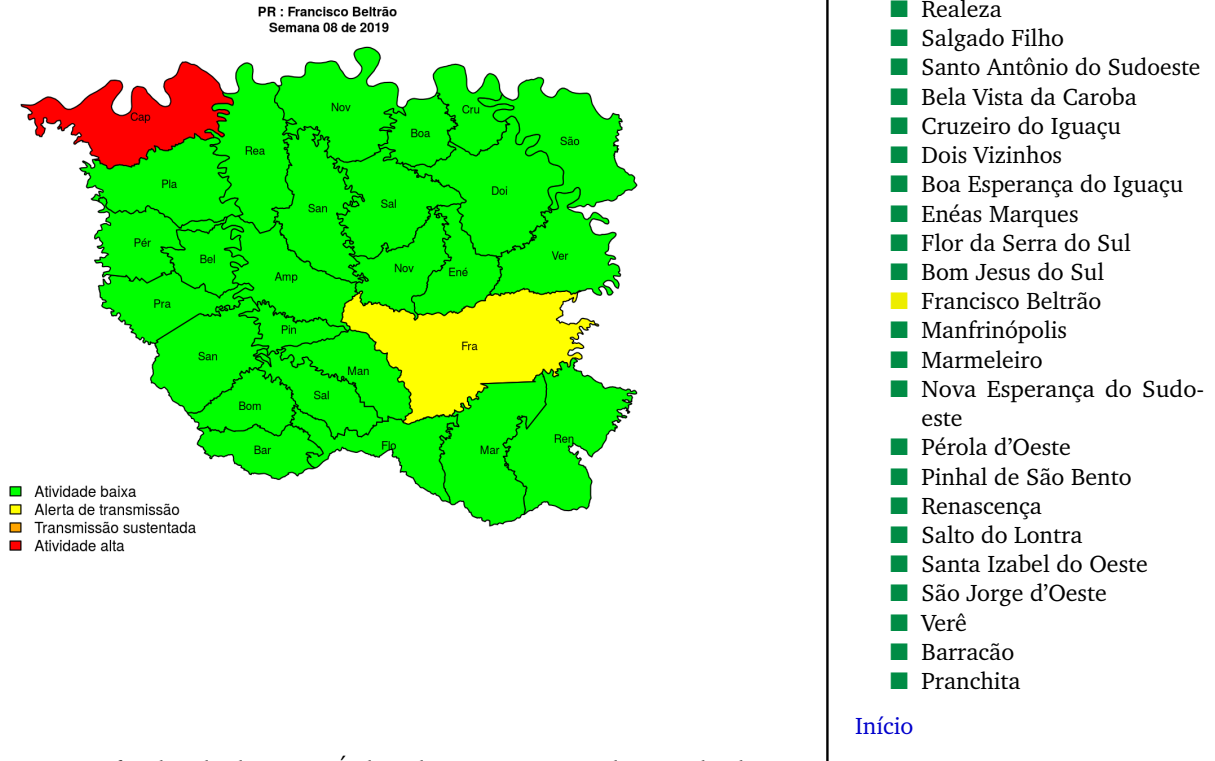 PR : Francisco Beltrão
Semana 08 de 2019
Cap
Nov
Cru
Boa
São
Rea
Pla
Doi
San
Sal
Pér
Bel
Ver
Nov
Ené
Amp
Pra
Pin
Fra
San
Man
Sal
Bom
Flo
Ren
Bar
Mar
Atividade baixa
Alerta de transmissão
Transmissão sustentada
Atividade alta
Realeza
Salgado Filho
Santo Antônio do Sudoeste
Bela Vista da Caroba
Cruzeiro do Iguaçu
Dois Vizinhos
Boa Esperança do Iguaçu
Enéas Marques
Flor da Serra do Sul
Bom Jesus do Sul
Francisco Beltrão
Manfrinópolis
Marmeleiro
Nova Esperança do Sudo-
este
Pérola d'Oeste
Pinhal de São Bento
Renascença
Salto do Lontra
Santa Izabel do Oeste
São Jorge d'Oeste
Verê
Barracão
Pranchita
Início